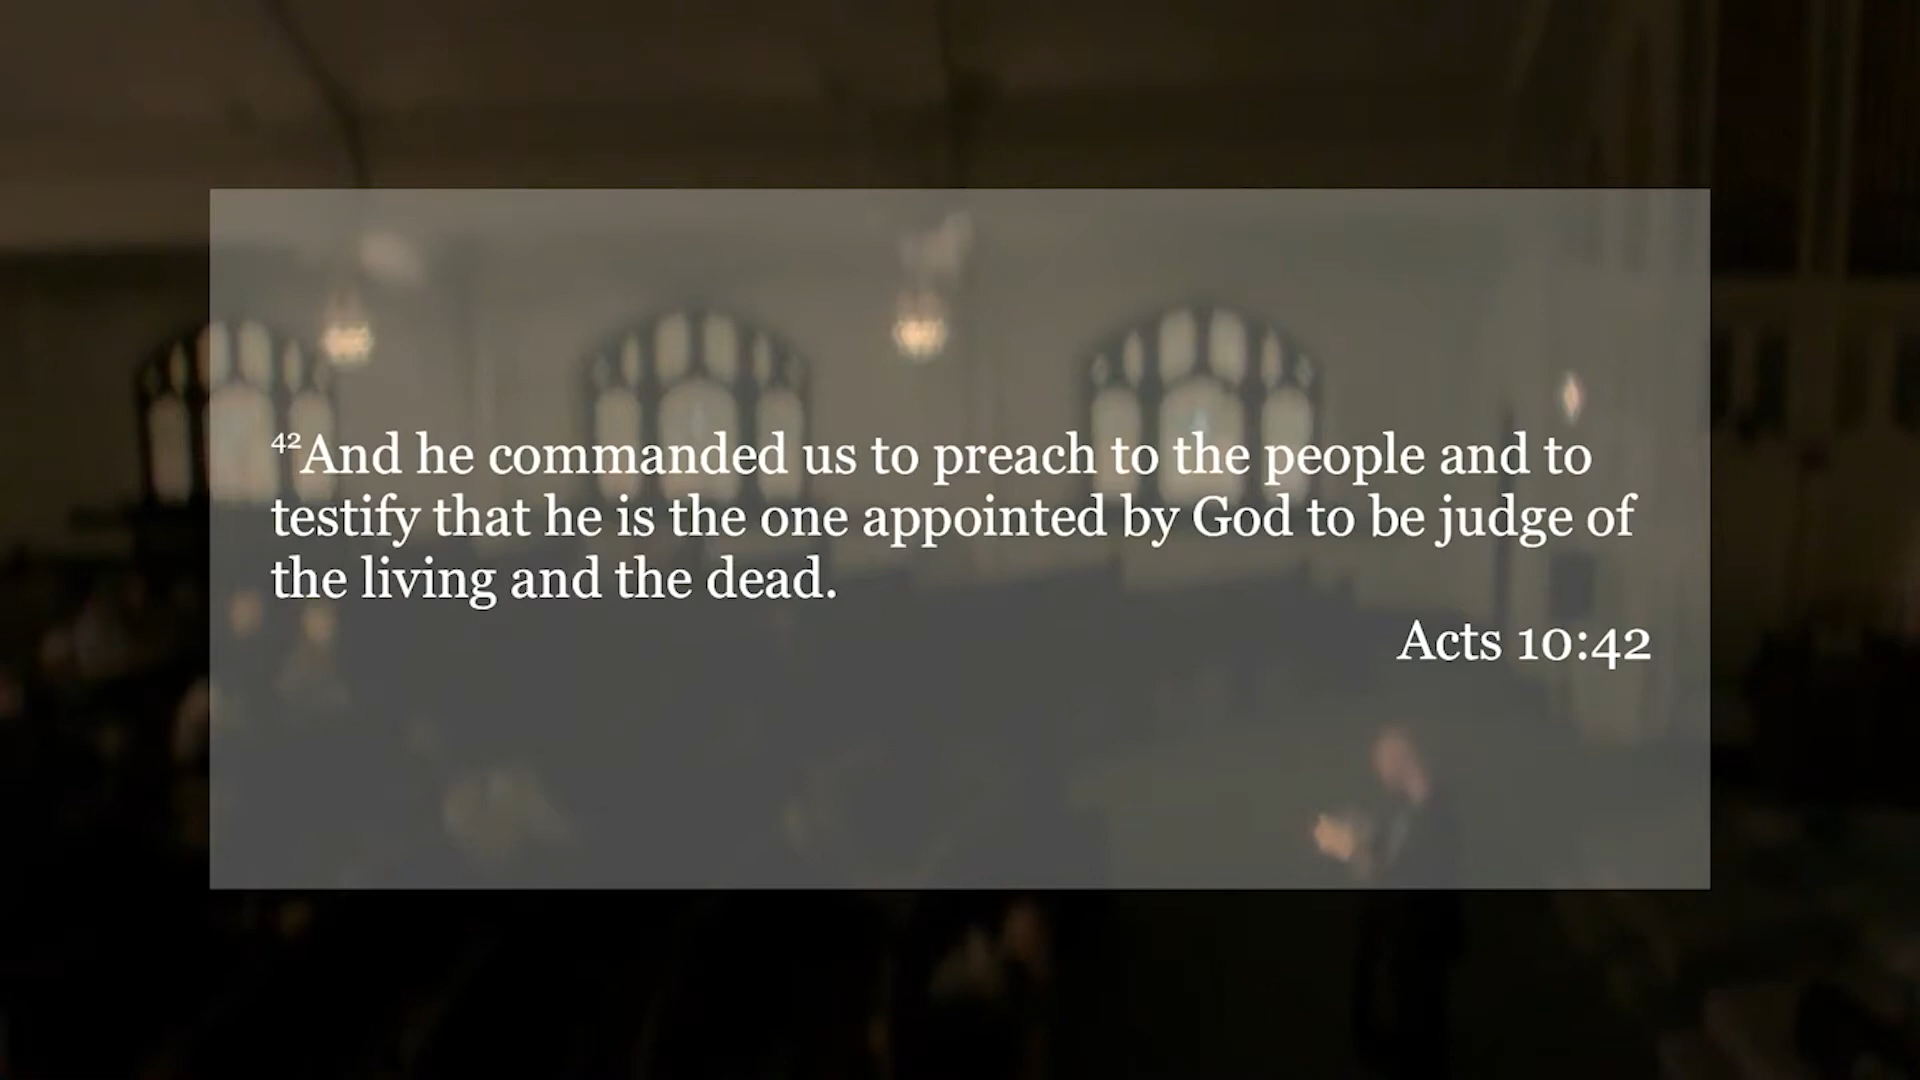 42And he commanded us to preach to the people and to
testify that he is the one appointed by God to be judge of
the living and the dead.
Acts 10:42